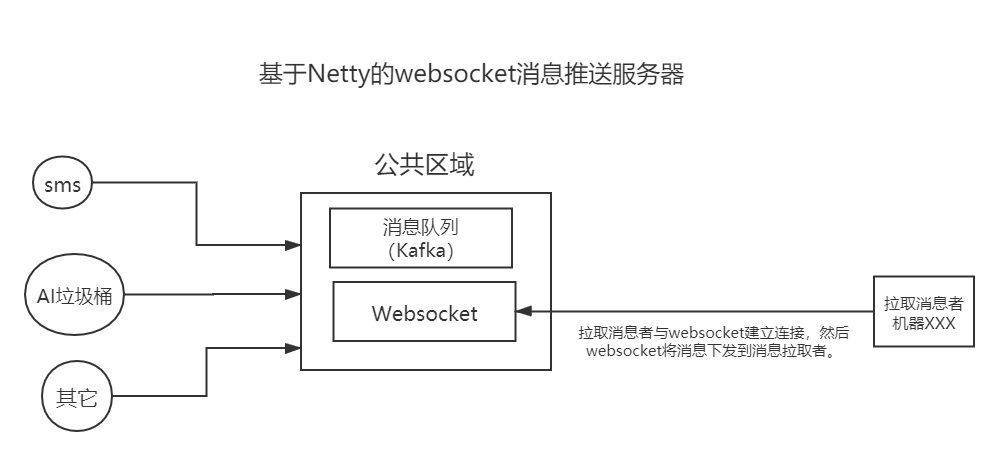 基于Netty的websocket消息推送服务器
公共区域
sms
消息队列
（Kafka）
AI垃圾桶
Websocket
拉取消息者
机器XXX
拉取消息者与websocket建立连接，然后
websocket将消息下发到消息拉取者。
其它